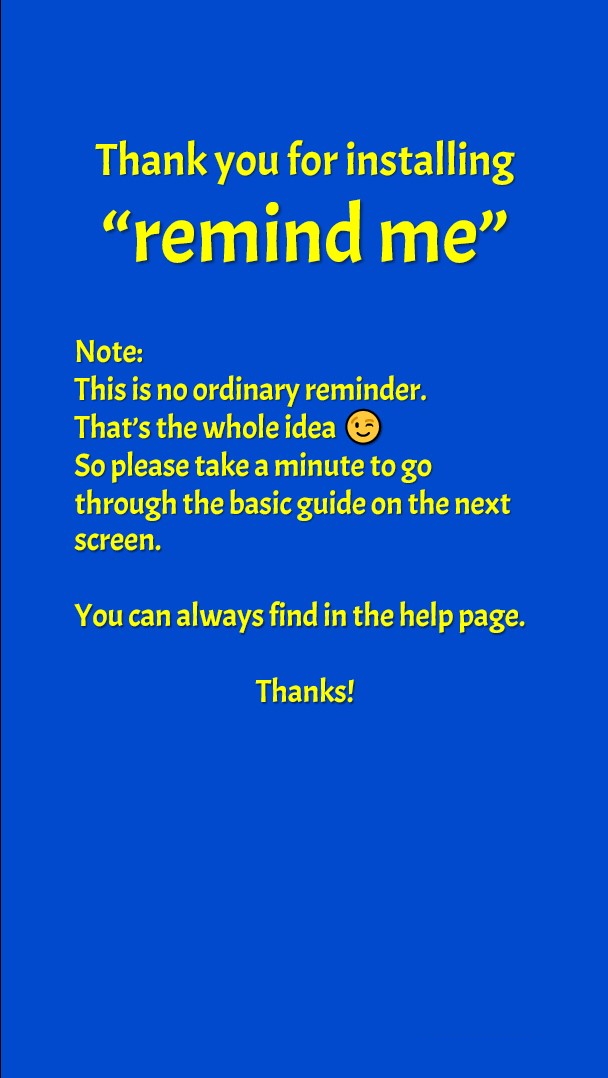 Thank you for installing
“remind me”
Note:
This is no ordinary reminder.
That’s the whole idea 😉
So please take a minute to go
through the basic guide on the next
screen.
You can always find in the help page.
Thanks!